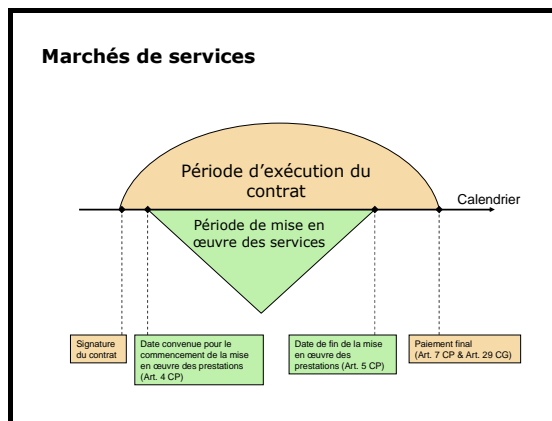 Marchés de services
Période d’exécution du
contrat
Calendrier
Période de mise en
œuvre des services
Signature
du contrat
Date convenue pour le
commencement de la mise
en œuvre des prestations
(Art. 4 CP)
Date de fin de la mise
en œuvre des
prestations (Art. 5 CP)
Paiement final
(Art. 7 CP & Art. 29 CG)